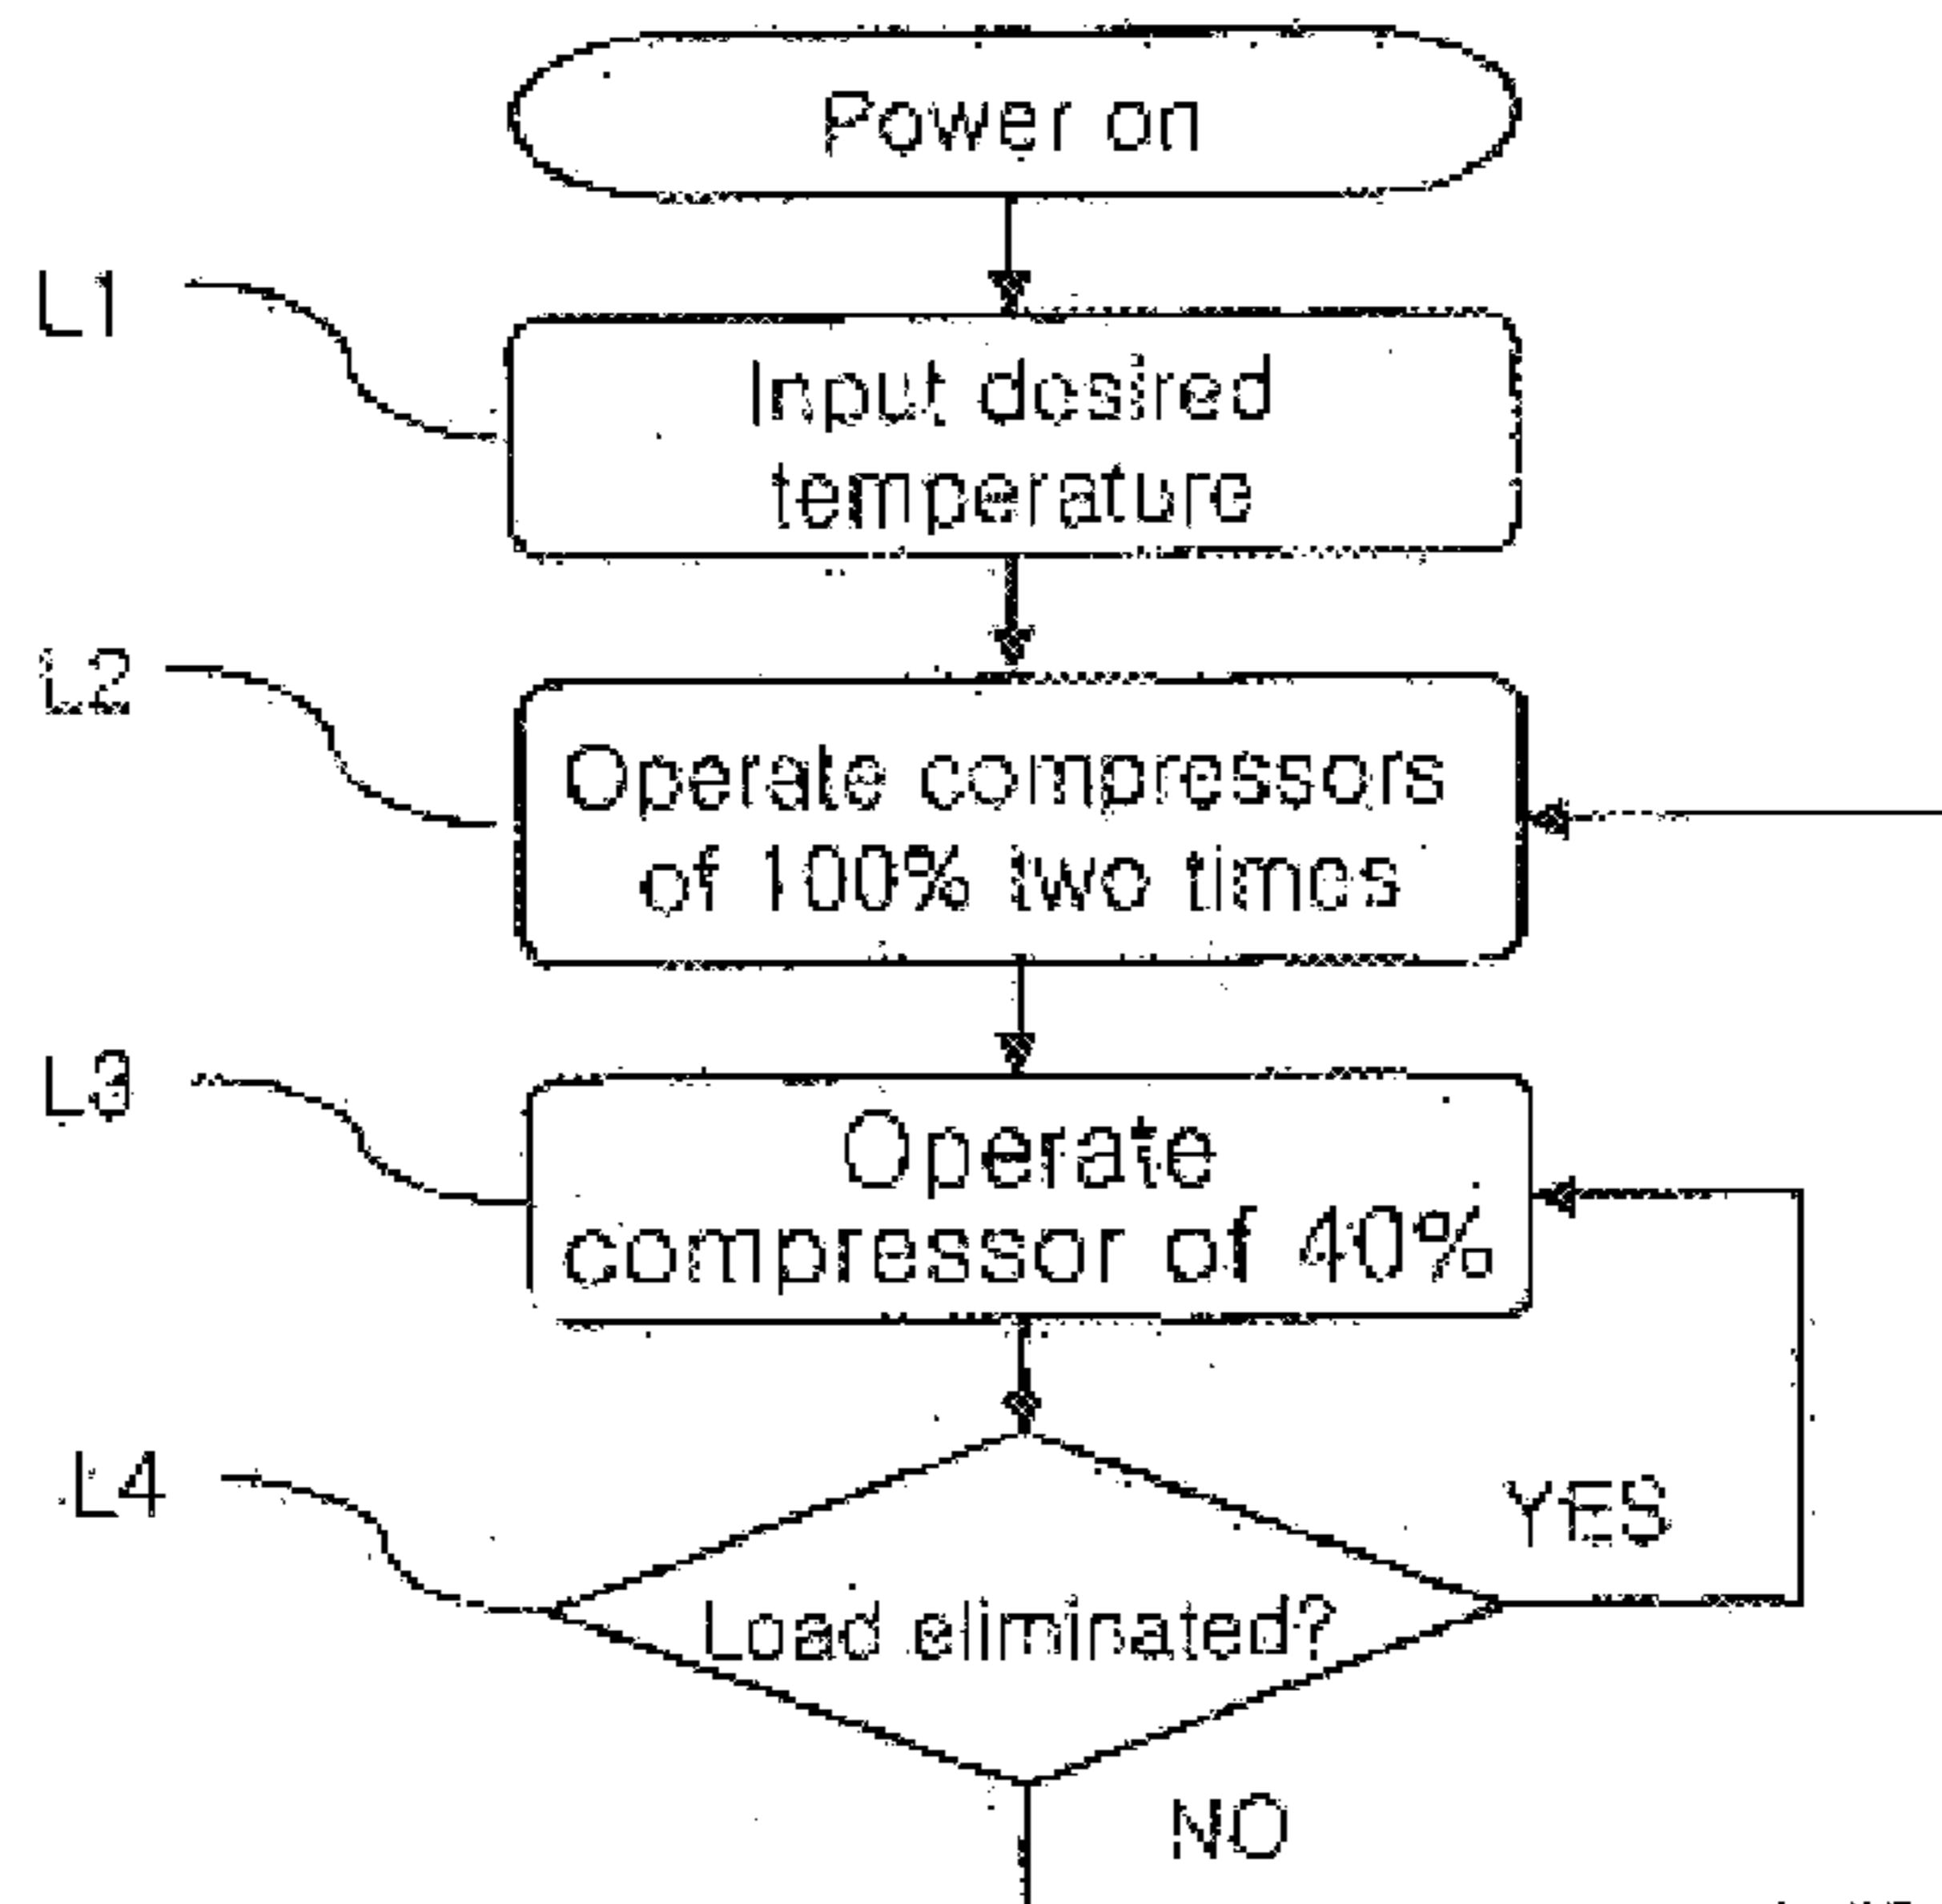 Power on
L1
Input desired
temperature
L2
Operate compressors
of 100% two times
L3
Operate
compressor of 40%
L4
YES
Load eliminated?
NO